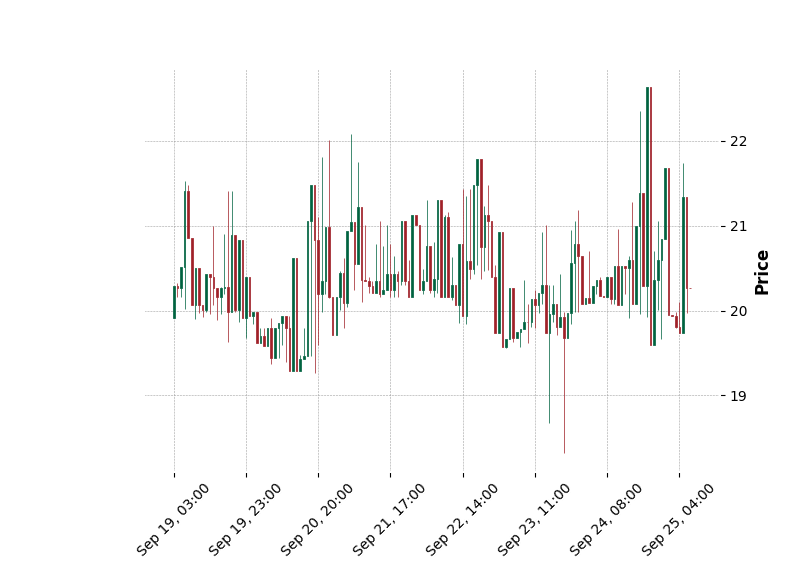 22
21
20
19
Price
Sep 19, 03:00
Sep 19, 23:00
Sep 20, 20:00
Sep 21, 17:00
Sep 22, 14:00
Sep 23, 11:00
Sep 24, 08:00
Sep 25, 04:00